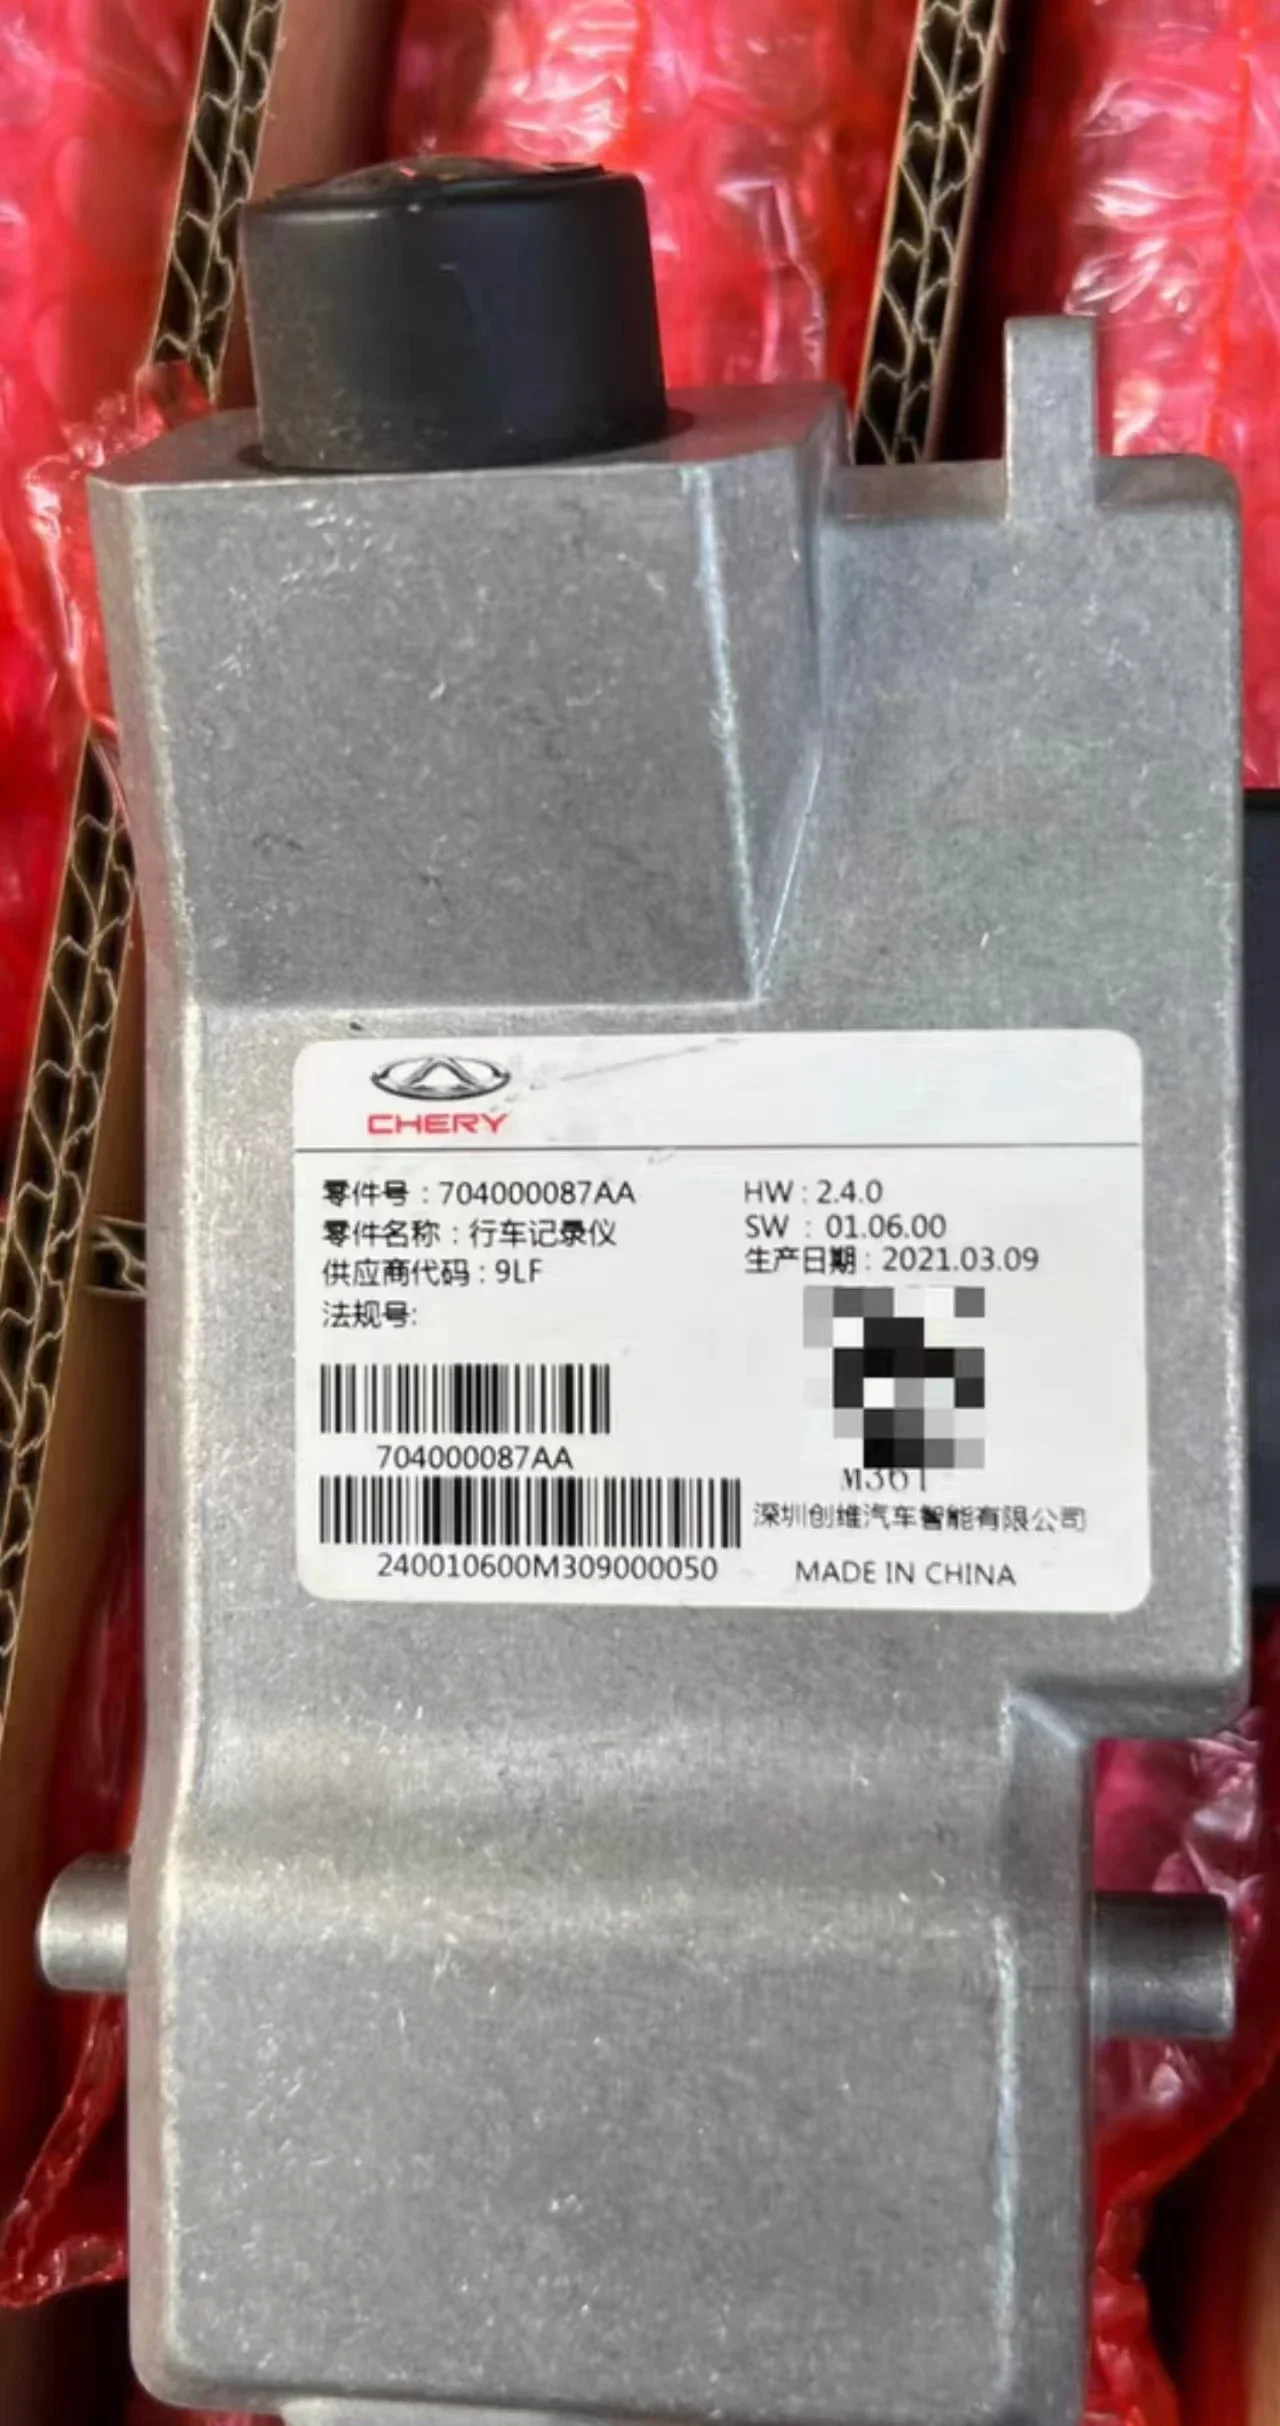 CHERY
零件号：704000087AA
零件名称：行车记录仪
供应商代码：9LF
法规号:
HW : 2.4.0
SW : 01.06.00
生产日期：2021.03.09
704000087AA
240010600M309000050
M361
深圳创维汽车智能有限公司
MADE IN CHINA